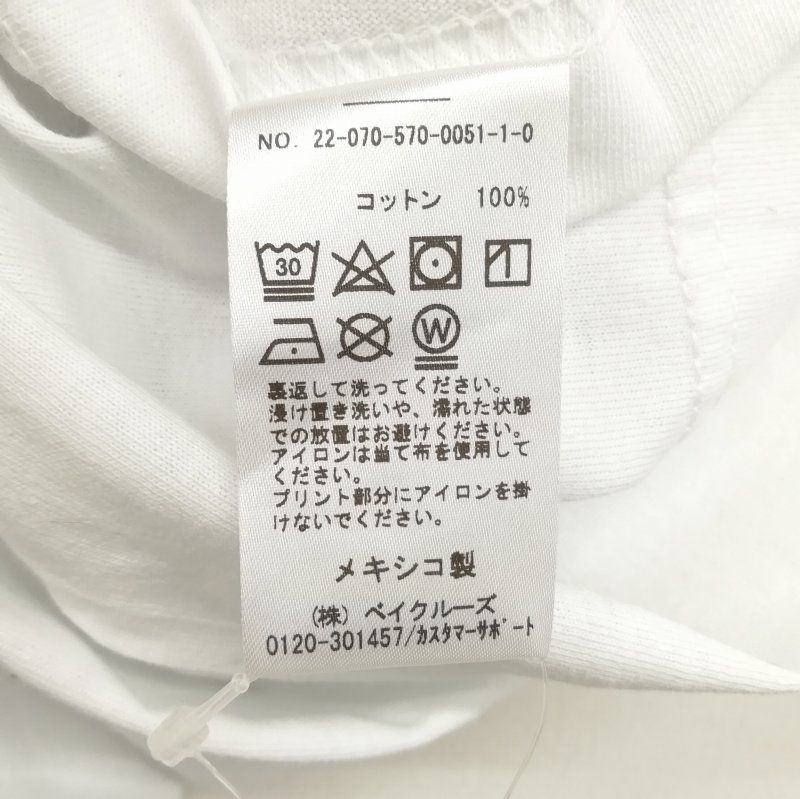 NO. 22-070-570-0051-1-0
コットン 100%
30
W
裏返して洗ってください。
浸け置き洗いや、濡れた状態
での放置はお避けください。
アイロンは当て布を使用して
ください。
プリント部分にアイロンを掛
けないでください。
メキシコ製
(株) ベイクルーズ
0120-301457/カスタマーサポート